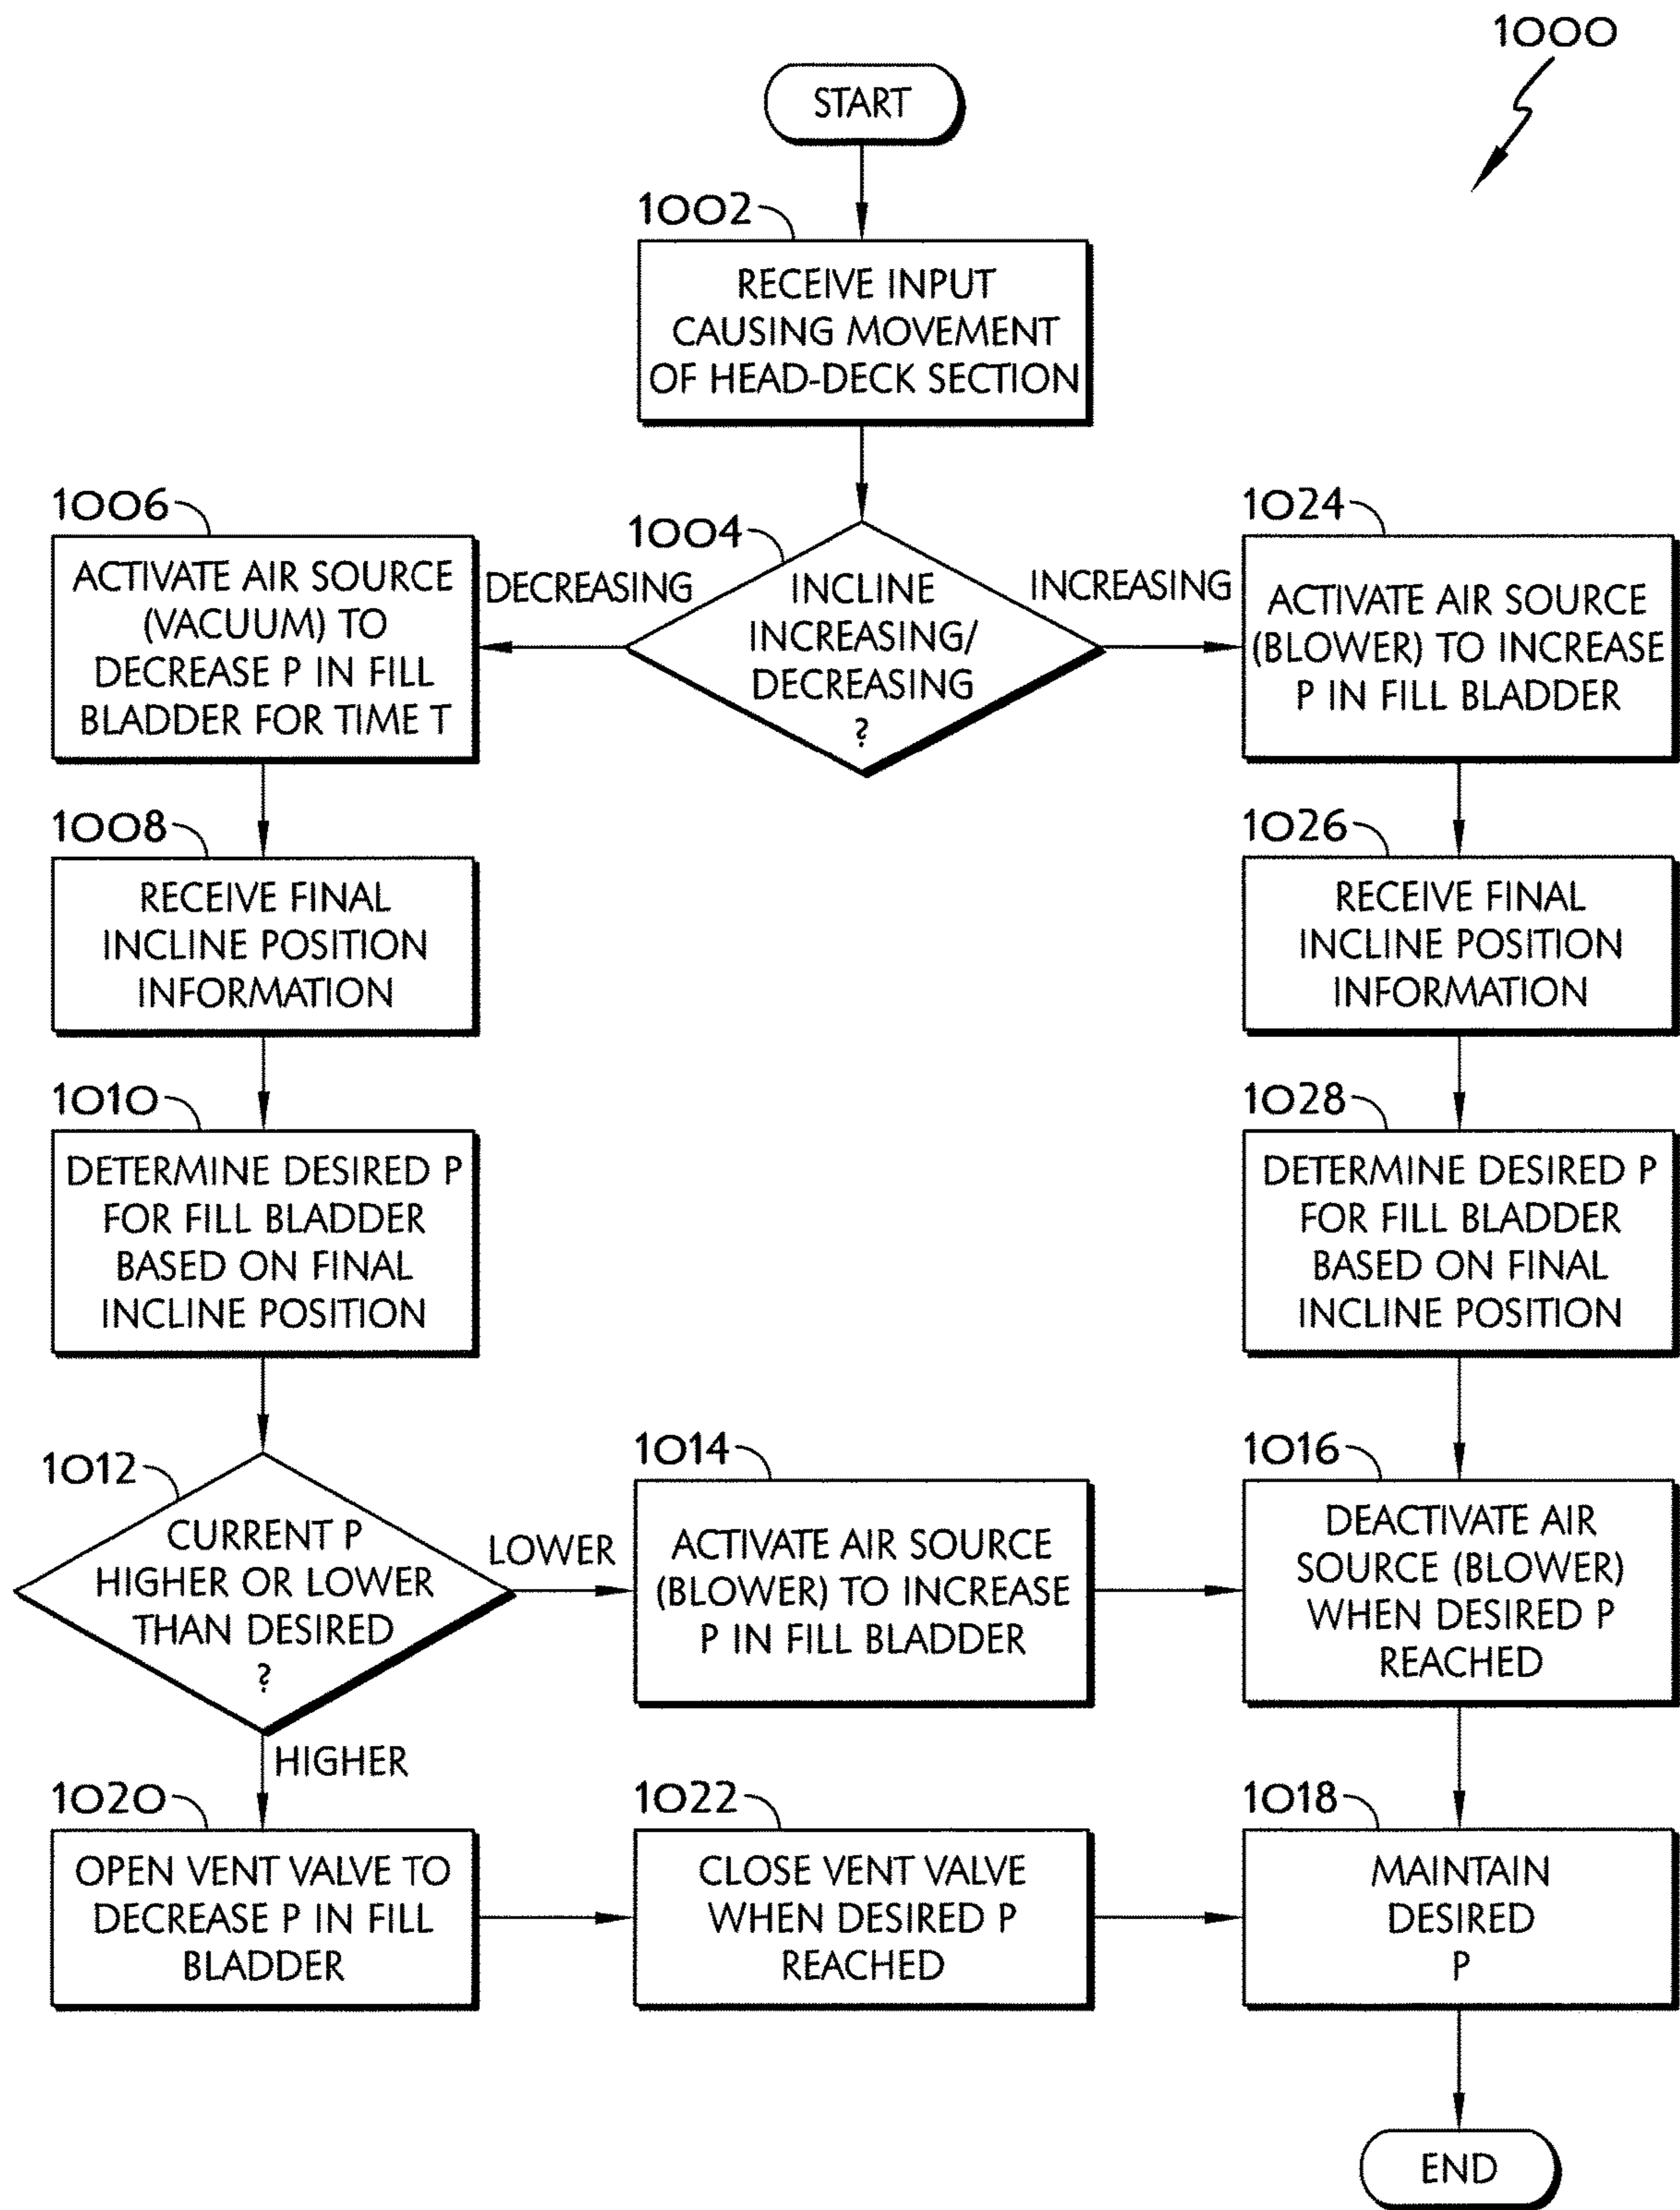 1000
START
1002
RECEIVE INPUT
CAUSING MOVEMENT
OF HEAD-DECK SECTION
1004
INCLINE
INCREASING/
DECREASING
?
DECREASING
INCREASING
1006
ACTIVATE AIR SOURCE
(VACUUM) TO
DECREASE P IN FILL
BLADDER FOR TIME T
1024
ACTIVATE AIR SOURCE
(BLOWER) TO INCREASE
P IN FILL BLADDER
1008
RECEIVE FINAL
INCLINE POSITION
INFORMATION
1026
RECEIVE FINAL
INCLINE POSITION
INFORMATION
1010
DETERMINE DESIRED P
FOR FILL BLADDER
BASED ON FINAL
INCLINE POSITION
1028
DETERMINE DESIRED P
FOR FILL BLADDER
BASED ON FINAL
INCLINE POSITION
1012
CURRENT P
HIGHER OR LOWER
THAN DESIRED
?
LOWER
HIGHER
1014
ACTIVATE AIR SOURCE
(BLOWER) TO INCREASE
P IN FILL BLADDER
1016
DEACTIVATE AIR
SOURCE (BLOWER)
WHEN DESIRED P
REACHED
1020
OPEN VENT VALVE TO
DECREASE P IN FILL
BLADDER
1022
CLOSE VENT VALVE
WHEN DESIRED P
REACHED
1018
MAINTAIN
DESIRED
P
END